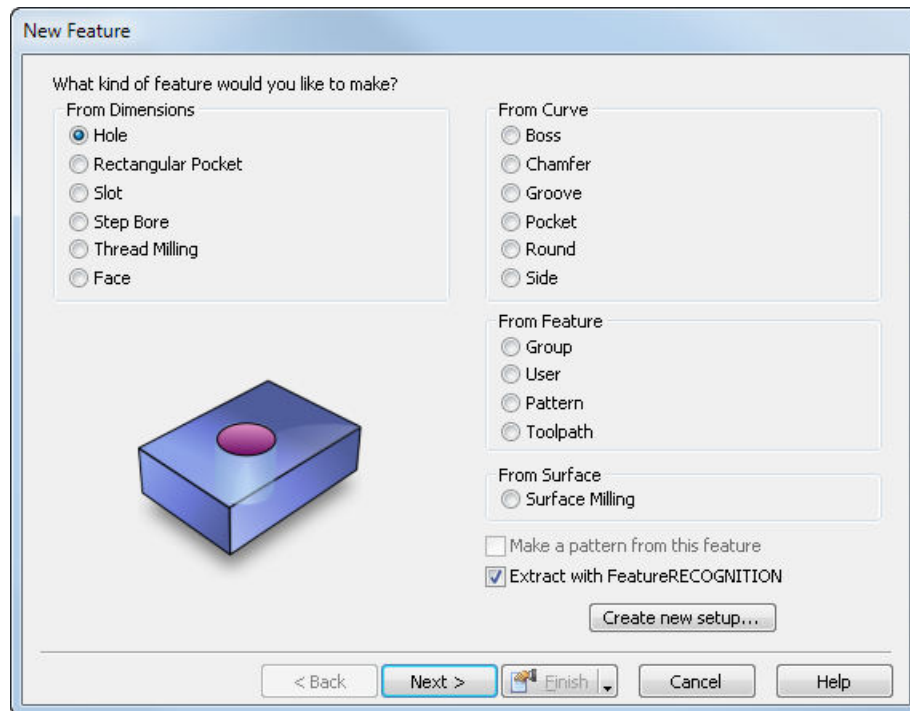 New Feature
What kind of feature would you like to make?
From Dimensions
Hole
Rectangular Pocket
Slot
Step Bore
Thread Milling
Face
From Curve
Boss
Chamfer
Groove
Pocket
Round
Side
From Feature
Group
User
Pattern
Toolpath
From Surface
Surface Milling
Make a pattern from this feature
Extract with FeatureRECOGNITION
Create new setup...
< Back
Next >
Finish
Cancel
Help